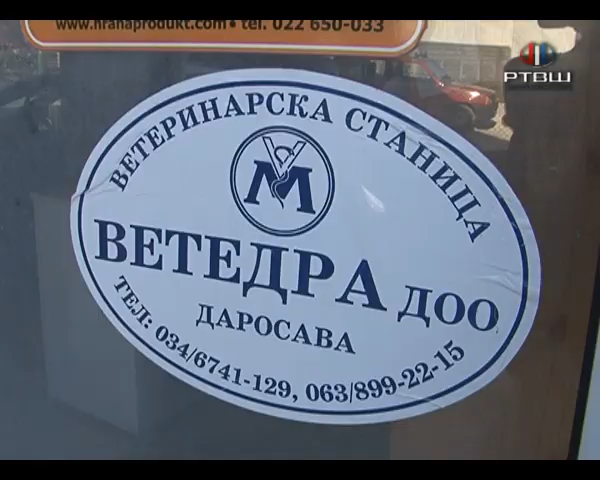 www.hranaprodukt.com • tel. 022 650-033
РТВШ
ВЕТЕРИНАРСКА СТАНИЦА
VM
ВЕТЕДРА ДОО
ДАРОСАВА
ТЕЛ: 034/6741-129, 063/899-22-15